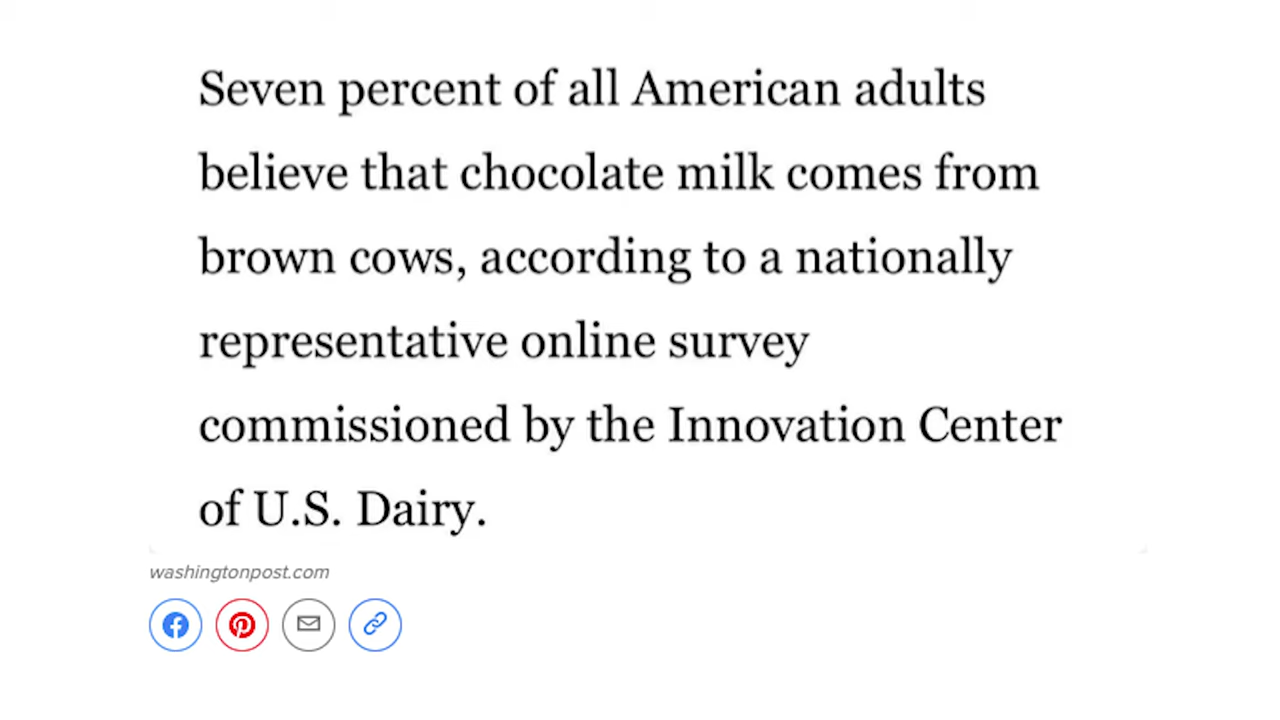 Seven percent of all American adults
believe that chocolate milk comes from
brown cows, according to a nationally
representative online survey
commissioned by the Innovation Center
of U.S. Dairy.
washingtonpost.com